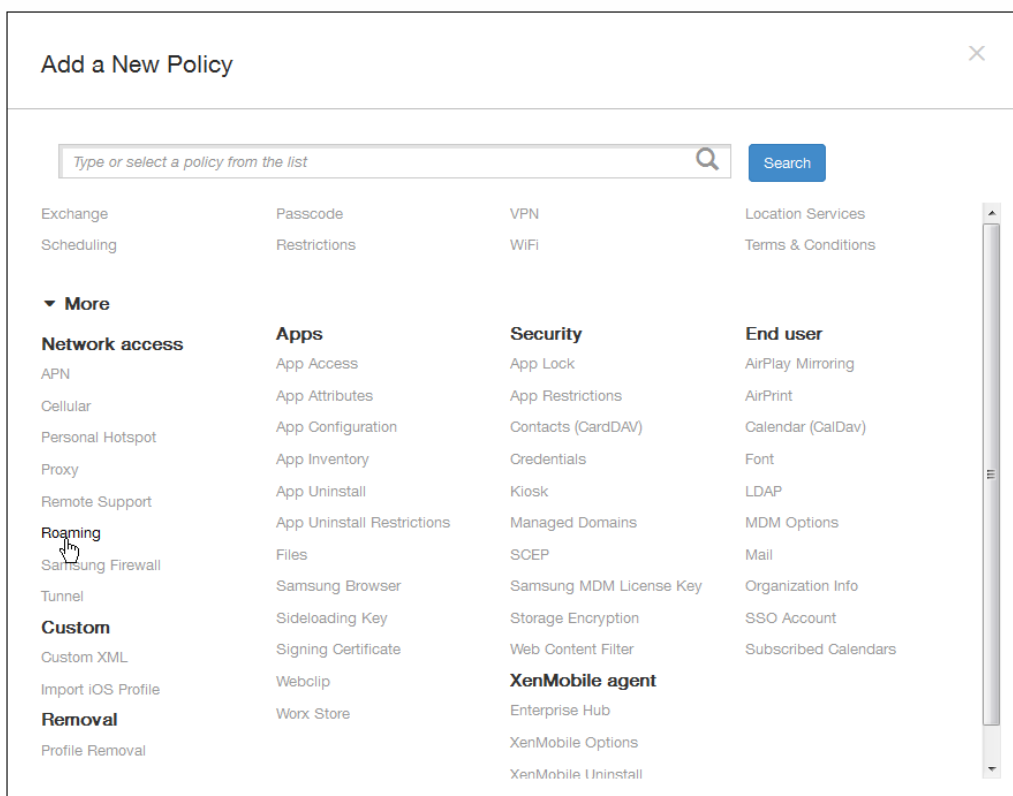 Add a New Policy
Type or select a policy from the list
Search
Exchange
Passcode
VPN
Location Services
Scheduling
Restrictions
WiFi
Terms & Conditions
More
Network access
APN
Cellular
Personal Hotspot
Proxy
Remote Support
Roaming
Samsung Firewall
Tunnel
Custom
Custom XML
Import iOS Profile
Removal
Profile Removal
Apps
App Access
App Attributes
App Configuration
App Inventory
App Uninstall
App Uninstall Restrictions
Files
Samsung Browser
Sideloading Key
Signing Certificate
Webclip
Worx Store
Security
App Lock
App Restrictions
Contacts (CardDAV)
Credentials
Kiosk
Managed Domains
SCEP
Samsung MDM License Key
Storage Encryption
Web Content Filter
XenMobile agent
Enterprise Hub
XenMobile Options
XenMobile Uninstall
End user
AirPlay Mirroring
AirPrint
Calendar (CalDav)
Font
LDAP
MDM Options
Mail
Organization Info
SSO Account
Subscribed Calendars